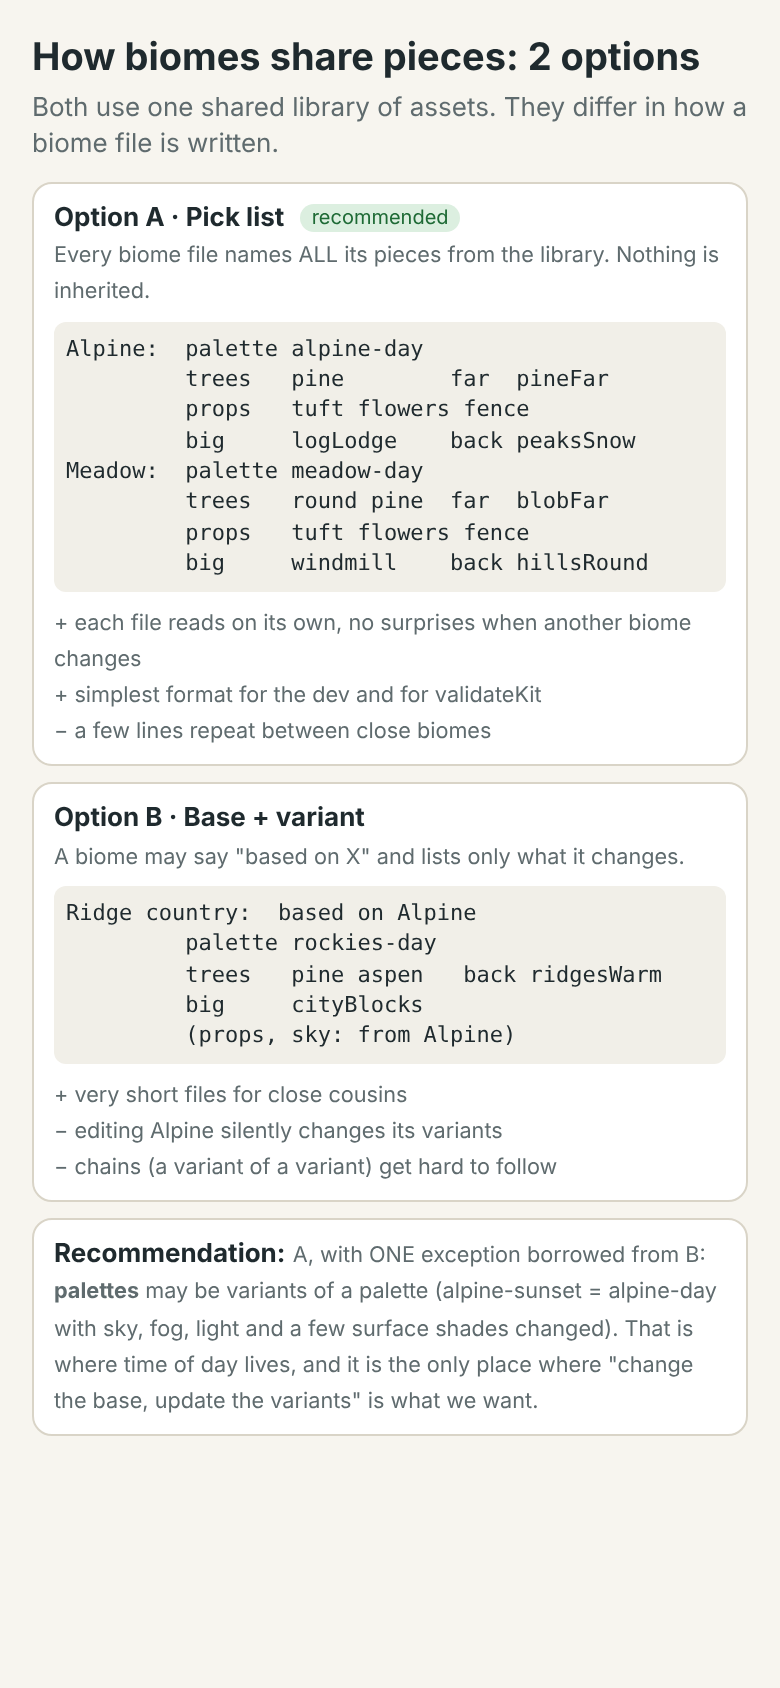 How biomes share pieces: 2 options
Both use one shared library of assets. They differ in how a
biome file is written.
Option A · Pick list recommended
Every biome file names ALL its pieces from the library. Nothing is
inherited.
Alpine:  palette alpine-day
         trees   pine        far  pineFar
         props   tuft flowers fence
         big     logLodge    back peaksSnow
Meadow:  palette meadow-day
         trees   round pine  far  blobFar
         props   tuft flowers fence
         big     windmill    back hillsRound
+ each file reads on its own, no surprises when another biome
changes
+ simplest format for the dev and for validateKit
− a few lines repeat between close biomes
Option B · Base + variant
A biome may say "based on X" and lists only what it changes.
Ridge country:  based on Alpine
         palette rockies-day
         trees   pine aspen   back ridgesWarm
         big     cityBlocks
         (props, sky: from Alpine)
+ very short files for close cousins
− editing Alpine silently changes its variants
− chains (a variant of a variant) get hard to follow
Recommendation: A, with ONE exception borrowed from B:
palettes may be variants of a palette (alpine-sunset = alpine-day
with sky, fog, light and a few surface shades changed). That is
where time of day lives, and it is the only place where "change
the base, update the variants" is what we want.